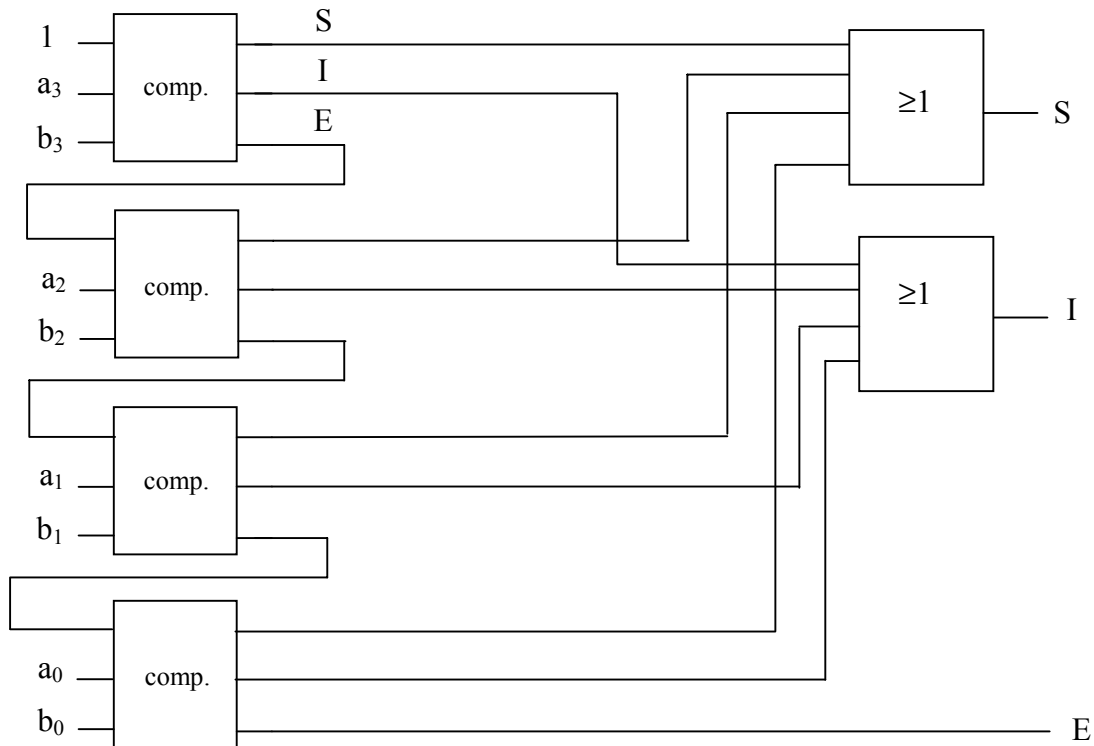 1
S
a₃
comp.
I
b₃
E
≥1
S
a₂
comp.
b₂
≥1
I
a₁
comp.
b₁
a₀
comp.
b₀
E